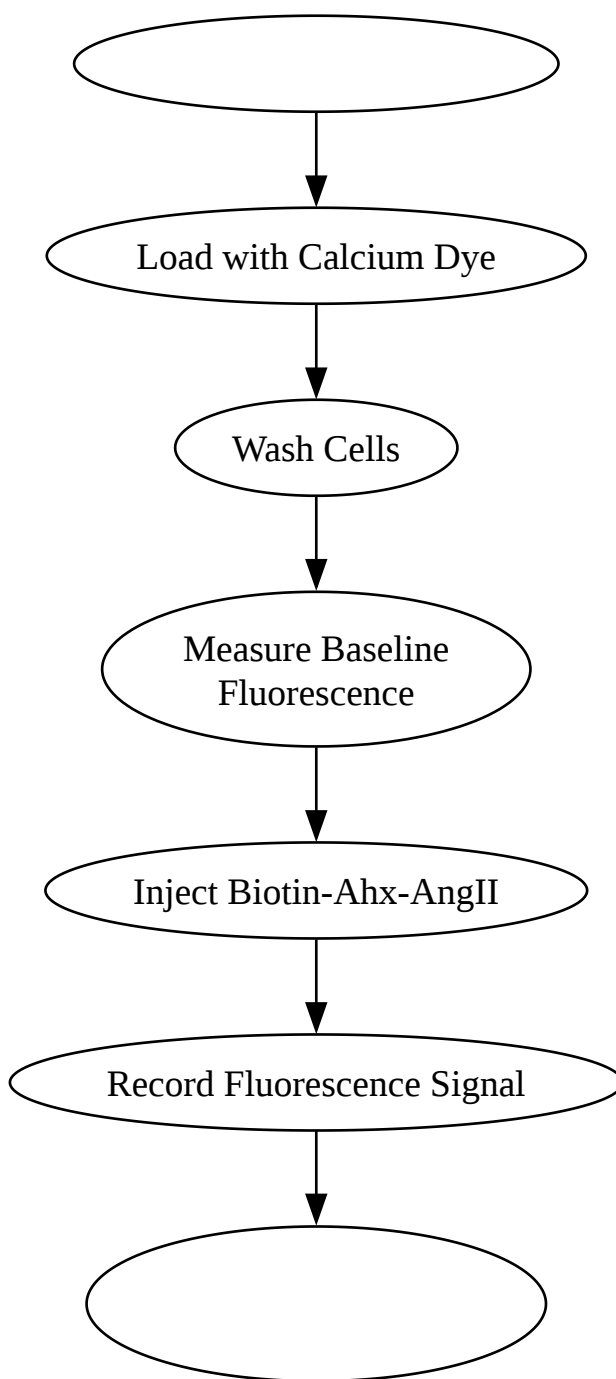 Load with Calcium Dye
Wash Cells
Measure Baseline
Fluorescence
Inject Biotin-Ahx-AngII
Record Fluorescence Signal